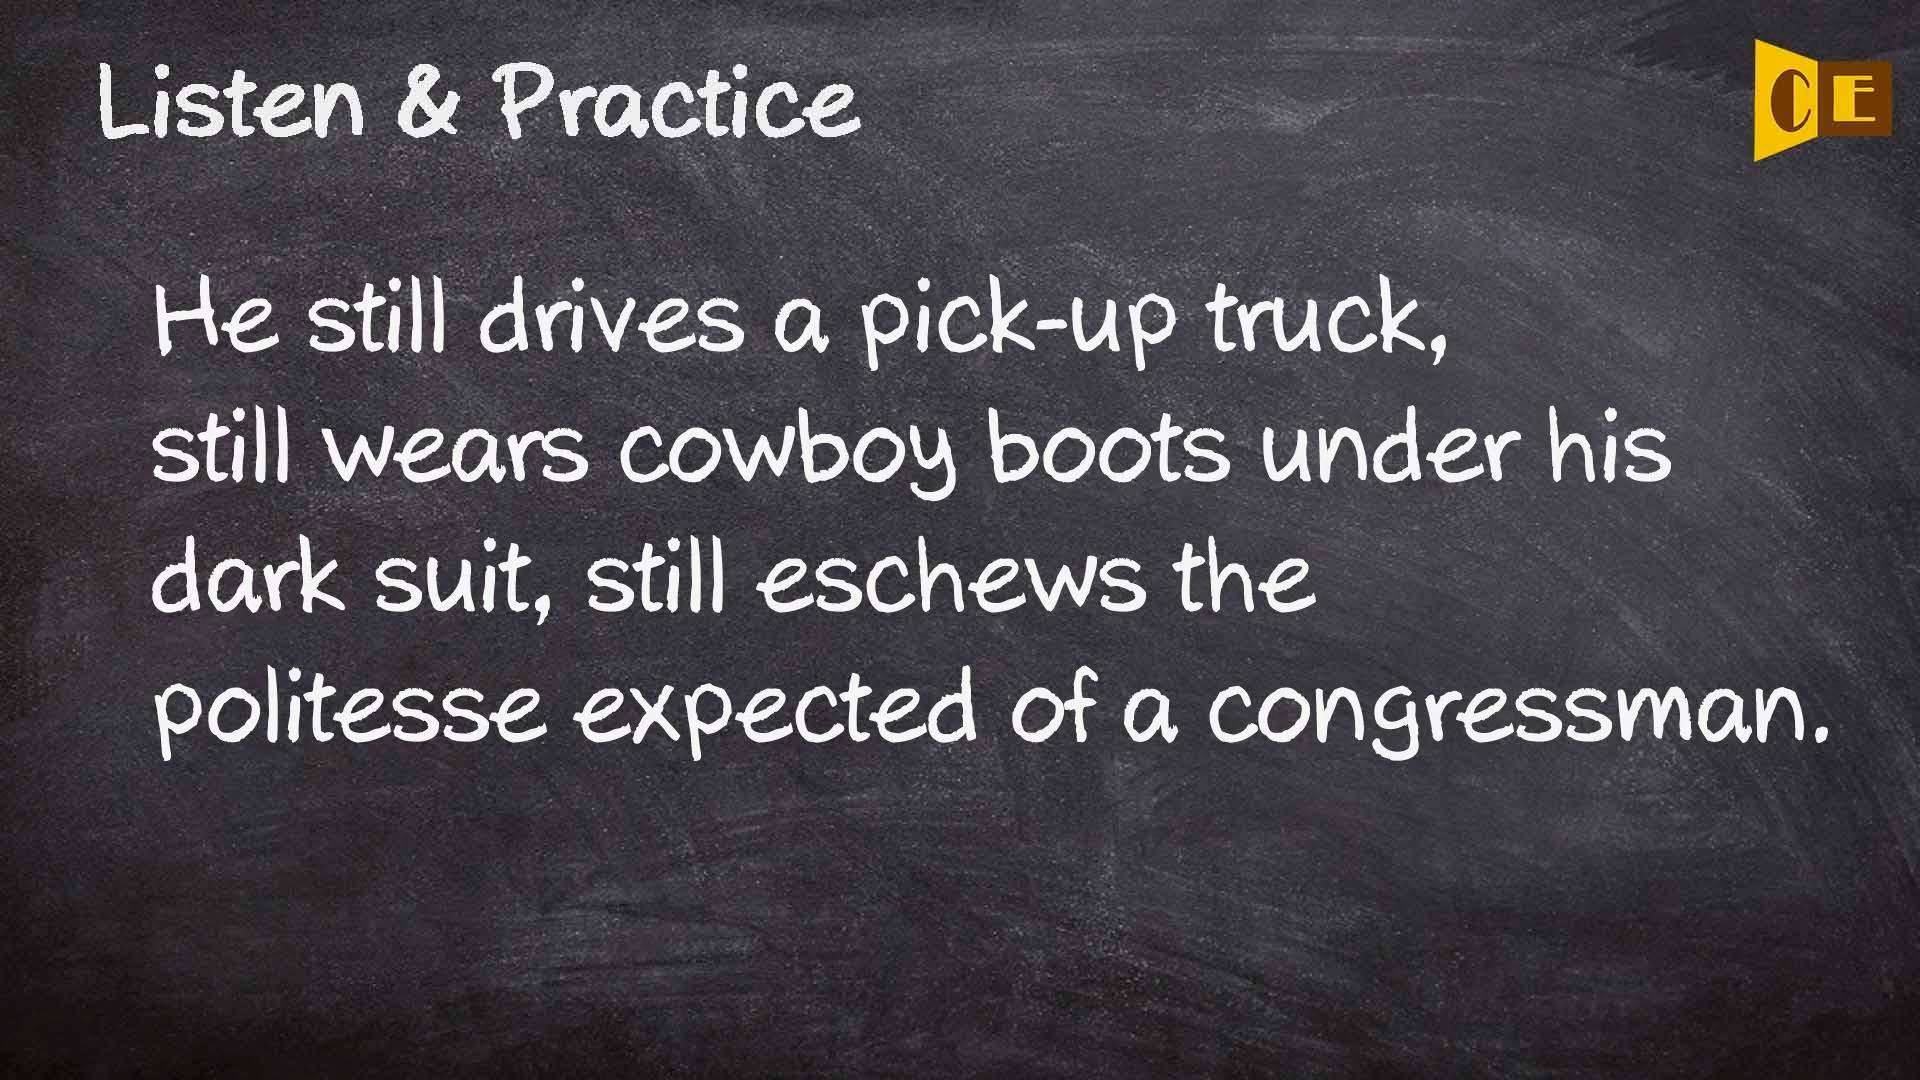 Listen & Practice
CE
He still drives a pick-up truck,
still wears cowboy boots under his
dark suit, still eschews the
politesse expected of a congressman.